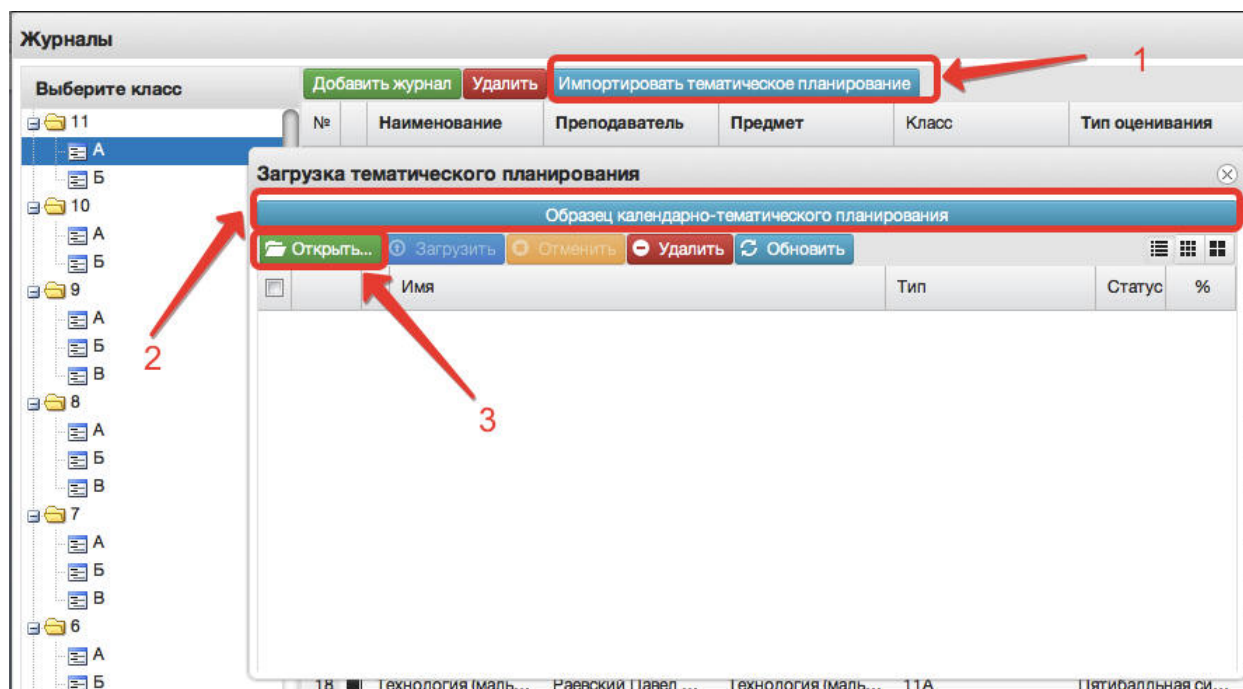 Журналы
Выберите класс
Добавить журнал Удалить Импортировать тематическое планирование 1
№ Наименование Преподаватель Предмет Класс Тип оценивания
11
А
Б
10
А
Б
9
А
Б
В
8
А
Б
В
7
А
Б
В
6
А
Б
Загрузка тематического планирования
Образец календарно-тематического планирования
Открыть... Загрузить Отменить Удалить Обновить
Имя Тип Статус %
2
3
18 Технология (маль... Раевский Павел ... Технология (маль... 11А Пятибалльная си...